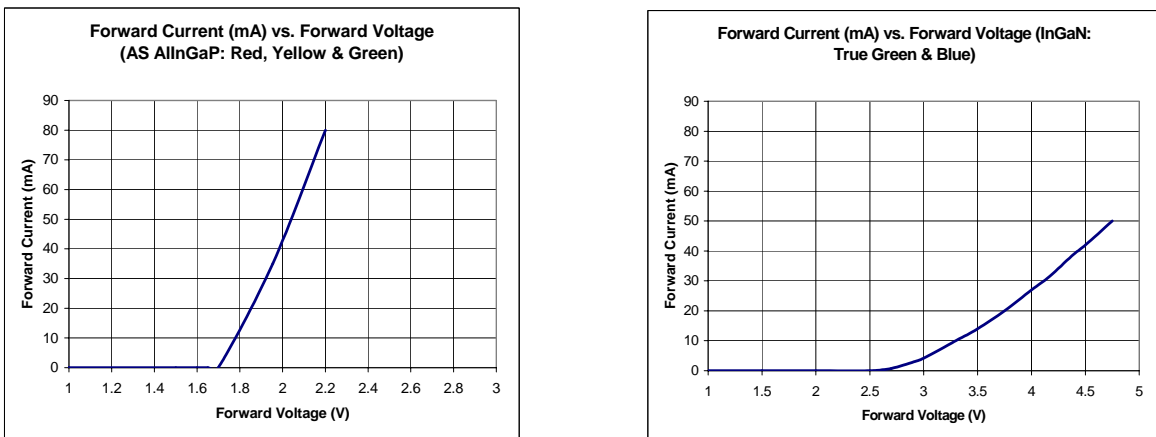 Forward Current (mA) vs. Forward Voltage
(AS AlInGaP: Red, Yellow & Green)
90
80
70
60
50
40
30
20
10
0
Forward Current (mA)
1 1.2 1.4 1.6 1.8 2 2.2 2.4 2.6 2.8 3
Forward Voltage (V)
Forward Current (mA) vs. Forward Voltage (InGaN:
True Green & Blue)
90
80
70
60
50
40
30
20
10
0
Forward Current (mA)
1 1.5 2 2.5 3 3.5 4 4.5 5
Forward Voltage (V)